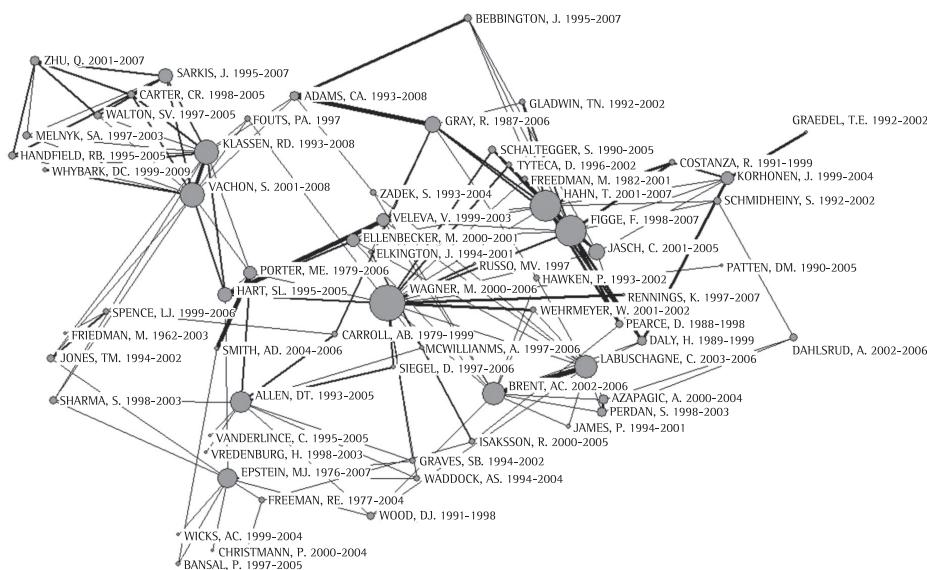 BEBBINGTON, J. 1995-2007
ZHU, Q. 2001-2007
SARKIS, J. 1995-2007
CARTER, CR. 1998-2005
ADAMS, CA. 1993-2008
GLADWIN, TN. 1992-2002
WALTON, SV. 1997-2005
FOUTS, PA. 1997
GRAY, R. 1987-2006
GRAEDEL, T.E. 1992-2002
MELNYK, SA. 1997-2003
KLASSEN, RD. 1993-2008
SCHALTEGGER, S. 1990-2005
HANDFIELD, RB. 1995-2005
TYTECA, D. 1996-2002
COSTANZA, R. 1991-1999
WHYBARK, DC. 1999-2009
FREEDMAN, M. 1982-2001
KORHONEN, J. 1999-2004
VACHON, S. 2001-2008
ZADEK, S. 1993-2004
HAHN, T. 2001-2007
SCHMIDHEINY, S. 1992-2002
VELEVA, V. 1999-2003
FIGGE, F. 1998-2007
ELLENBECKER, M. 2000-2001
ELKINGTON, J. 1994-2001
JASCH, C. 2001-2005
PORTER, ME. 1979-2006
RUSSO, MV. 1997
PATTEN, DM. 1990-2005
HAWKEN, P. 1993-2002
WAGNER, M. 2000-2006
HART, SL. 1995-2005
RENNINGS, K. 1997-2007
SPENCE, LJ. 1999-2006
WEHRMEYER, W. 2001-2002
PEARCE, D. 1988-1998
FRIEDMAN, M. 1962-2003
CARROLL, AB. 1979-1999
DALY, H. 1989-1999
SMITH, AD. 2004-2006
MCWILLIANMS, A. 1997-2006
DAHLSRUD, A. 2002-2006
JONES, TM. 1994-2002
LABUSCHAGNE, C. 2003-2006
SIEGEL, D. 1997-2006
BRENT, AC. 2002-2006
SHARMA, S. 1998-2003
ALLEN, DT. 1993-2005
AZAPAGIC, A. 2000-2004
PERDAN, S. 1998-2003
JAMES, P. 1994-2001
VANDERLINCE, C. 1995-2005
ISAKSSON, R. 2000-2005
VREDENBURG, H. 1998-2003
GRAVES, SB. 1994-2002
EPSTEIN, MJ. 1976-2007
WADDOCK, AS. 1994-2004
FREEMAN, RE. 1977-2004
WOOD, DJ. 1991-1998
WICKS, AC. 1999-2004
CHRISTMANN, P. 2000-2004
BANSAL, P. 1997-2005